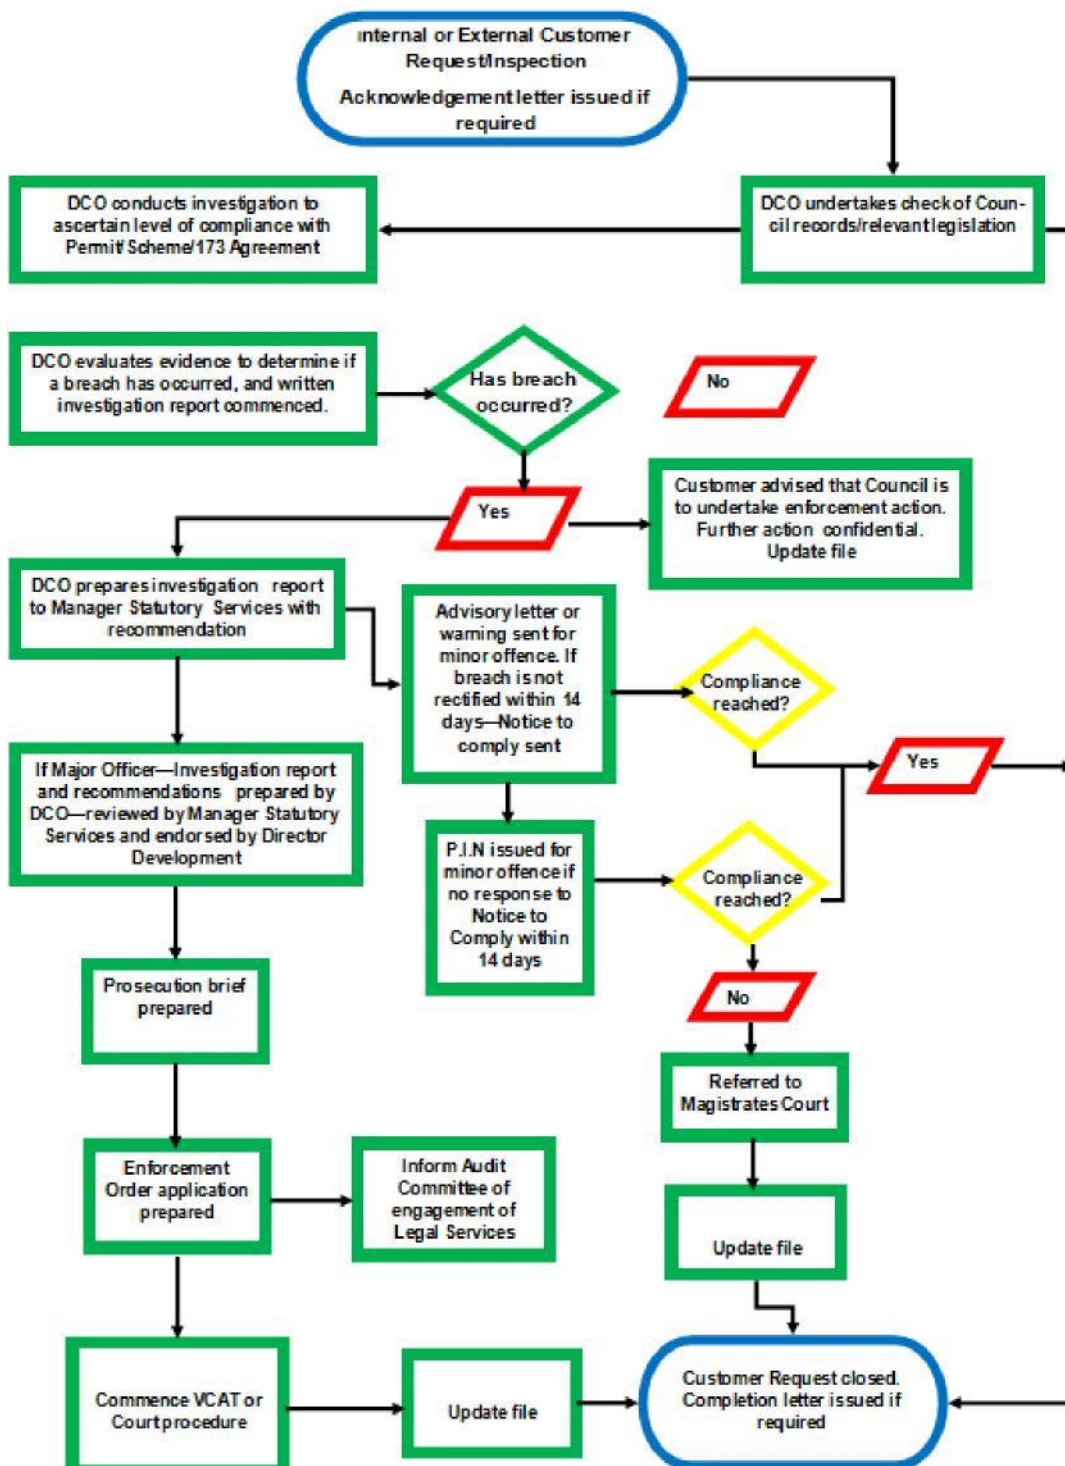 Internal or External Customer
Request/Inspection
Acknowledgement letter issued if
required
DCO conducts investigation to
ascertain level of compliance with
Permit/Scheme/173 Agreement
DCO undertakes check of Coun-
cil records/relevant legislation
DCO evaluates evidence to determine if
a breach has occurred, and written
investigation report commenced.
Has breach
occurred?
No
Yes
Customer advised that Council is
to undertake enforcement action.
Further action confidential.
Update file
DCO prepares investigation report
to Manager Statutory Services with
recommendation
Advisory letter or
warning sent for
minor offence. If
breach is not
rectified within 14
days—Notice to
comply sent
Compliance
reached?
Yes
If Major Officer—Investigation report
and recommendations prepared by
DCO—reviewed by Manager Statutory
Services and endorsed by Director
Development
P.I.N issued for
minor offence if
no response to
Notice to
Comply within
14 days
Compliance
reached?
Prosecution brief
prepared
No
Referred to
Magistrates Court
Enforcement
Order application
prepared
Inform Audit
Committee of
engagement of
Legal Services
Update file
Commence VCAT or
Court procedure
Update file
Customer Request closed.
Completion letter issued if
required